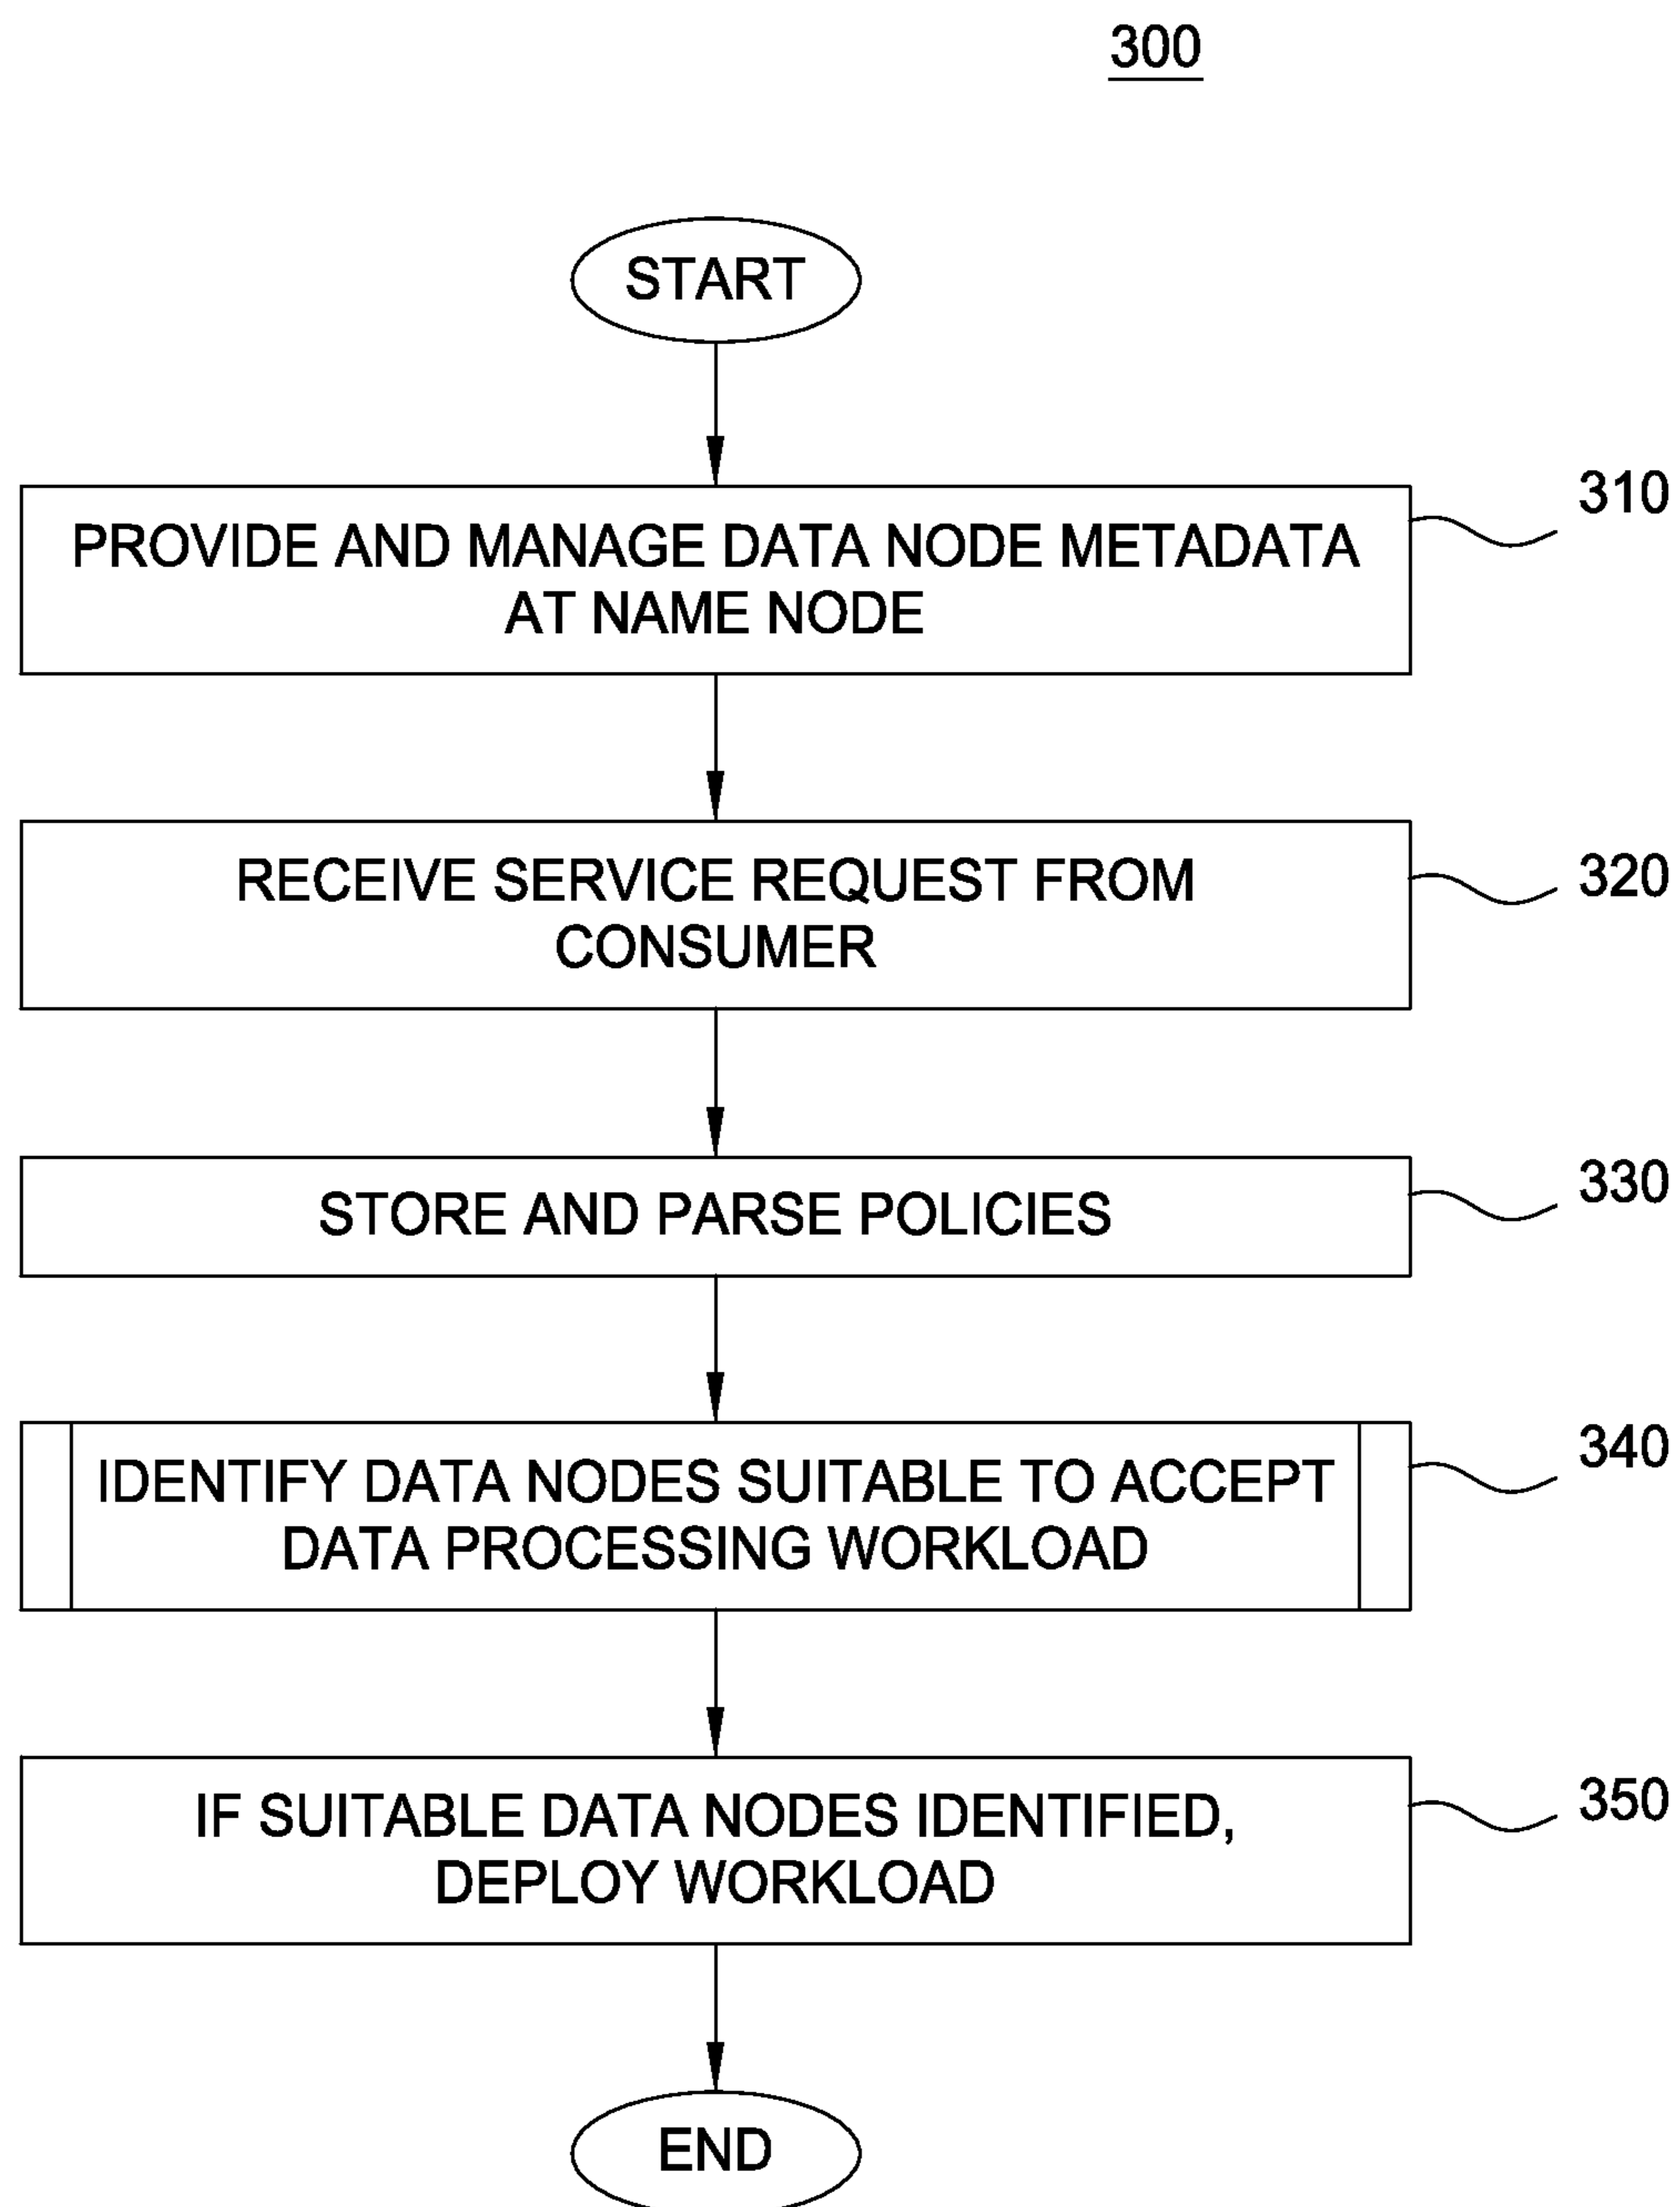 300
START
PROVIDE AND MANAGE DATA NODE METADATA
AT NAME NODE
310
RECEIVE SERVICE REQUEST FROM
CONSUMER
320
STORE AND PARSE POLICIES
330
IDENTIFY DATA NODES SUITABLE TO ACCEPT
DATA PROCESSING WORKLOAD
340
IF SUITABLE DATA NODES IDENTIFIED,
DEPLOY WORKLOAD
350
END